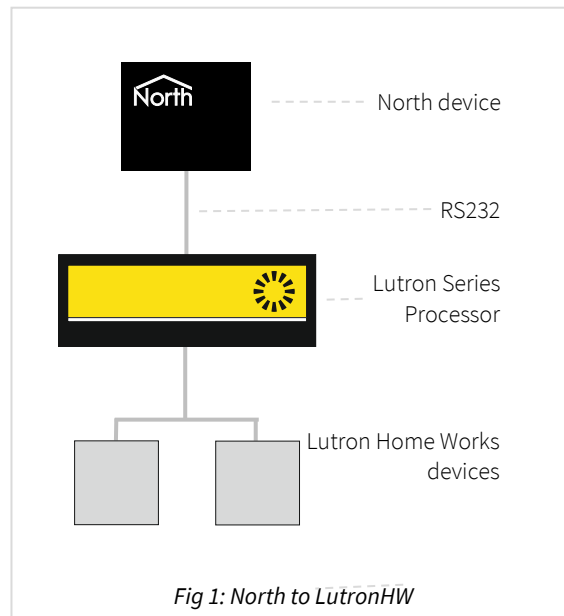 North
North device
RS232
Lutron Series
Processor
Lutron Home Works
devices
Fig 1: North to LutronHW